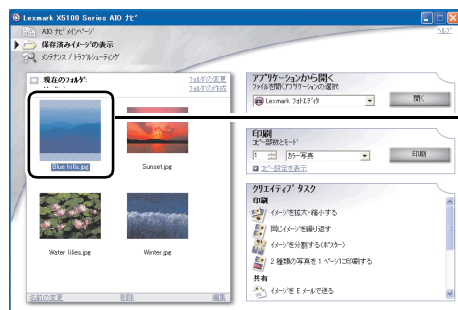 Lexmark X5100 Series AIO ﾅﾋﾞ
AIO ﾅﾋﾞ ﾒｲﾝﾍﾟｰｼﾞ
ﾍﾙﾌﾟ
保存済みｲﾒｰｼﾞの表示
ﾒﾝﾃﾅﾝｽ / ﾄﾗﾌﾞﾙｼｭｰﾃｨﾝｸﾞ
現在のﾌｫﾙﾀﾞ:
ﾌｫﾙﾀﾞの変更
ﾌｫﾙﾀﾞの作成
Blue hills.jpg
Sunset.jpg
Water lilies.jpg
Winter.jpg
名前の変更
削除
編集
ｱﾌﾟﾘｹｰｼｮﾝから開く
ﾌｧｲﾙを開くｱﾌﾟﾘｹｰｼｮﾝの選択
Lexmark ﾌｫﾄｴﾃﾞｨﾀ
開く
印刷
ｺﾋﾟｰ部数とﾓｰﾄﾞ
1
ｶﾗｰ写真
印刷
ｺﾋﾟｰ設定を表示
ｸﾘｴｲﾃｨﾌﾞ ﾀｽｸ
印刷
ｲﾒｰｼﾞを拡大・縮小する
同じｲﾒｰｼﾞを繰り返す
ｲﾒｰｼﾞを分割する(ﾎﾟｽﾀｰ)
2 種類の写真を 1 ﾍﾟｰｼﾞに印刷する
共有
ｲﾒｰｼﾞを E ﾒｰﾙで送る